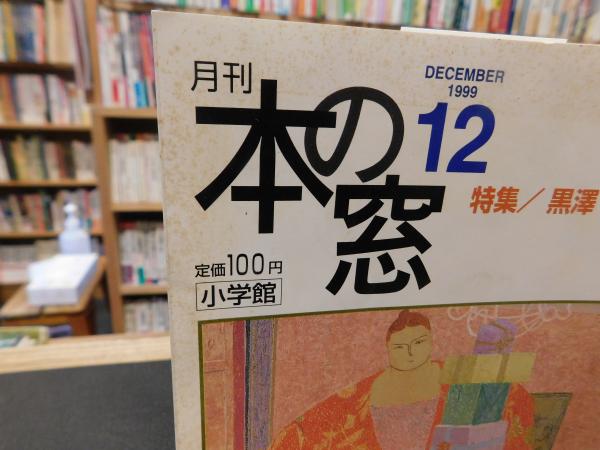 月刊
本の窓
DECEMBER
1999
12
特集/黒澤
定価100円
小学館